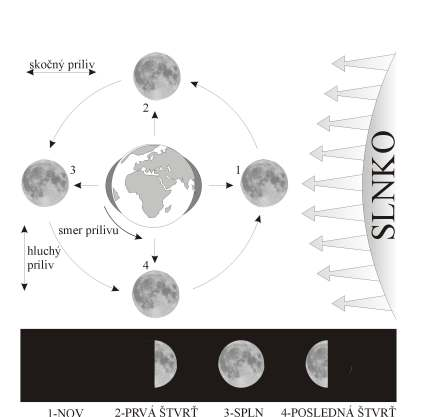 skočný príliv
2
3
1
SLNKO
smer prílivu
hluchý
príliv
4
1-NOV
2-PRVÁ ŠTVRŤ
3-SPLN
4-POSLEDNÁ ŠTVRŤ